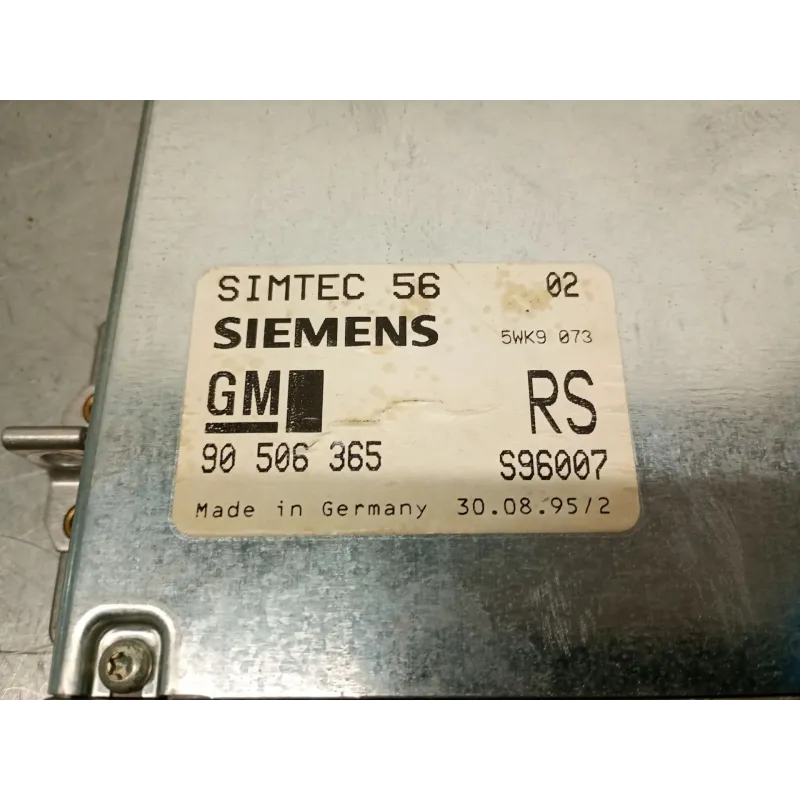 SIMTEC 56 02
SIEMENS 5WK9 073
GM RS
90 506 365 S96007
Made in Germany 30.08.95/2